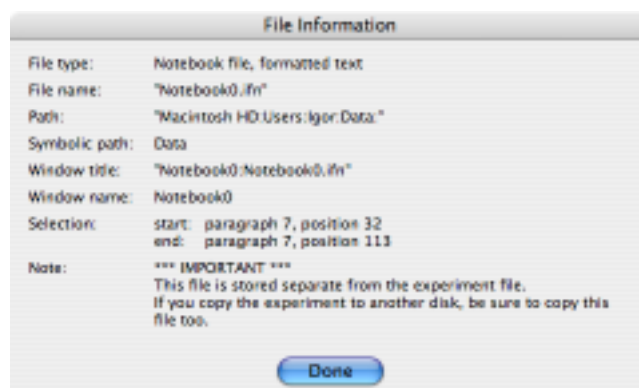 File Information
File type: Notebook file, formatted text
File name: "Notebook0.ifn"
Path: "Macintosh HD:Users:Igor:Data:"
Symbolic path: Data
Window title: "Notebook0:Notebook0.ifn"
Window name: Notebook0
Selection: start: paragraph 7, position 32
end: paragraph 7, position 113
Note: *** IMPORTANT ***
This file is stored separate from the experiment file.
If you copy the experiment to another disk, be sure to copy this
file too.
Done